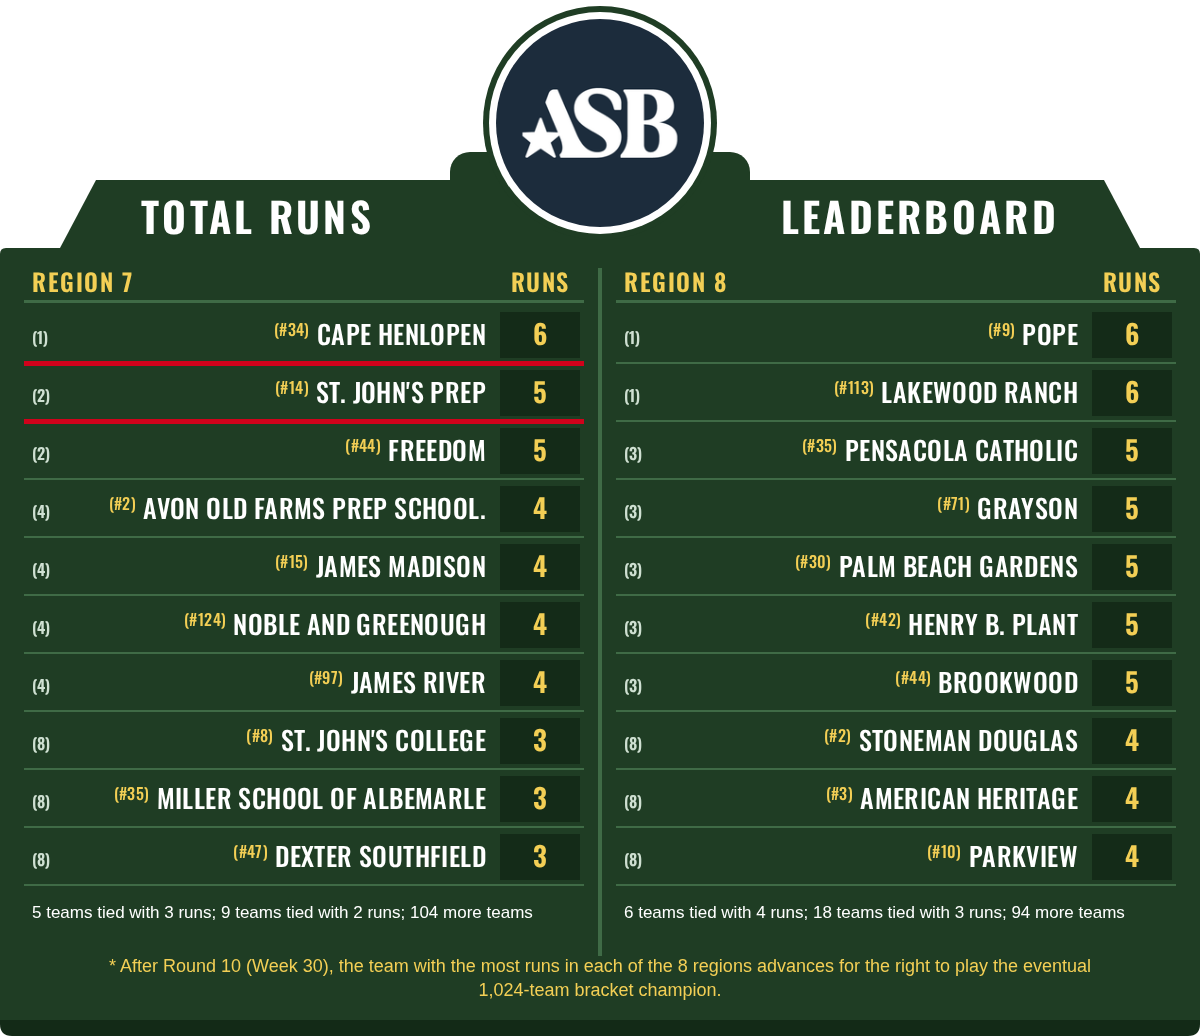 ASB
TOTAL RUNS
LEADERBOARD
REGION 7 RUNS
(1) (#34) CAPE HENLOPEN 6
(2) (#14) ST. JOHN'S PREP 5
(2) (#44) FREEDOM 5
(4) (#2) AVON OLD FARMS PREP SCHOOL. 4
(4) (#15) JAMES MADISON 4
(4) (#124) NOBLE AND GREENOUGH 4
(4) (#97) JAMES RIVER 4
(8) (#8) ST. JOHN'S COLLEGE 3
(8) (#35) MILLER SCHOOL OF ALBEMARLE 3
(8) (#47) DEXTER SOUTHFIELD 3
5 teams tied with 3 runs; 9 teams tied with 2 runs; 104 more teams
REGION 8 RUNS
(1) (#9) POPE 6
(1) (#113) LAKEWOOD RANCH 6
(3) (#35) PENSACOLA CATHOLIC 5
(3) (#71) GRAYSON 5
(3) (#30) PALM BEACH GARDENS 5
(3) (#42) HENRY B. PLANT 5
(3) (#44) BROOKWOOD 5
(8) (#2) STONEMAN DOUGLAS 4
(8) (#3) AMERICAN HERITAGE 4
(8) (#10) PARKVIEW 4
6 teams tied with 4 runs; 18 teams tied with 3 runs; 94 more teams
* After Round 10 (Week 30), the team with the most runs in each of the 8 regions advances for the right to play the eventual
1,024-team bracket champion.